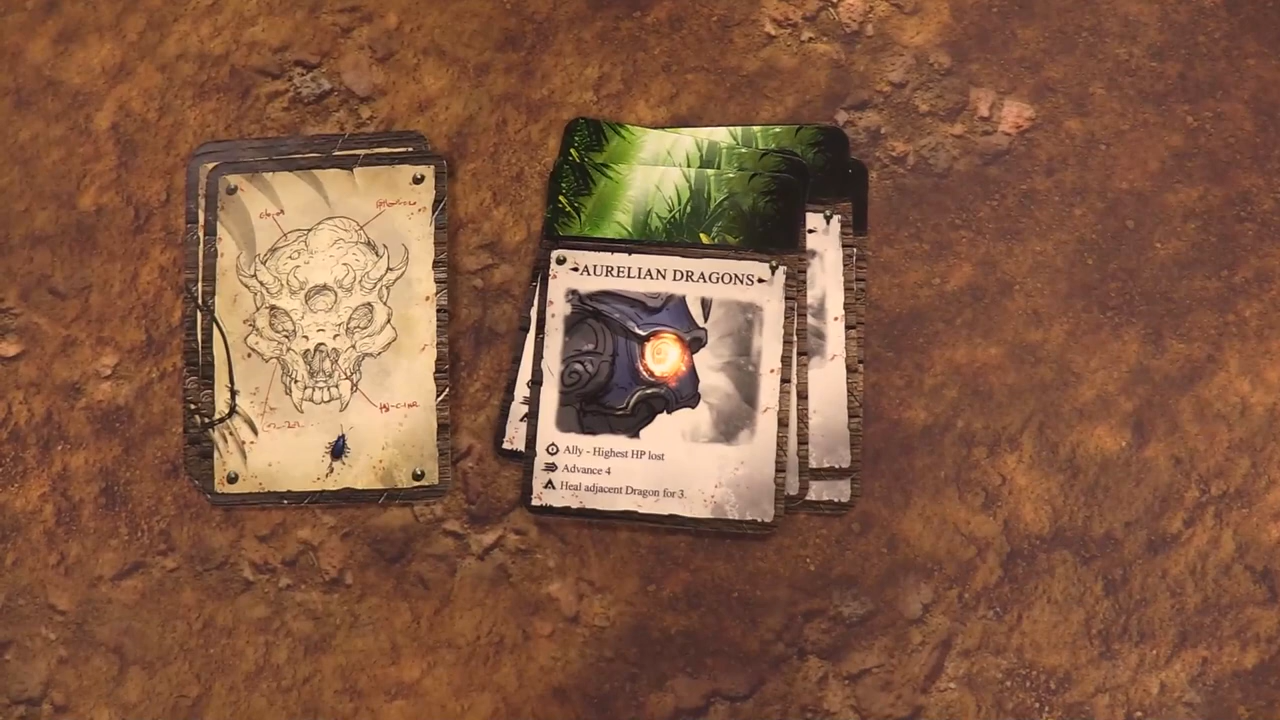 AURELIAN DRAGONS
Ally - Highest HP lost
Advance 4
Heal adjacent Dragon for 3.